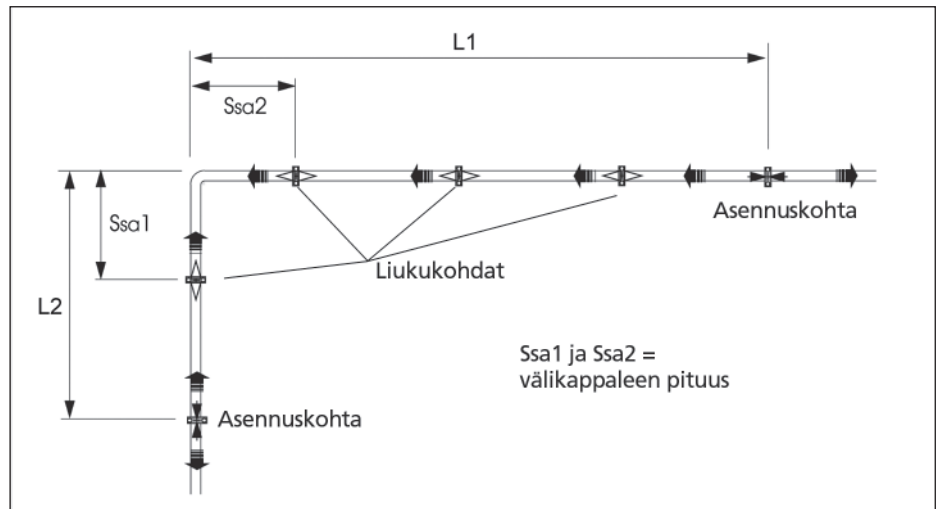 L1
Ssa2
Asennuskohta
Ssa1
Liukukohdat
L2
Ssa1 ja Ssa2 =
välikappaleen pituus
Asennuskohta